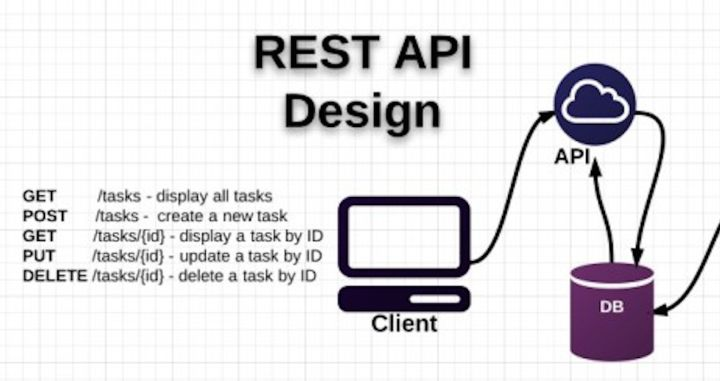 REST API
Design
GET /tasks - display all tasks
POST /tasks - create a new task
GET /tasks/{id} - display a task by ID
PUT /tasks/{id} - update a task by ID
DELETE /tasks/{id} - delete a task by ID
Client
API
DB